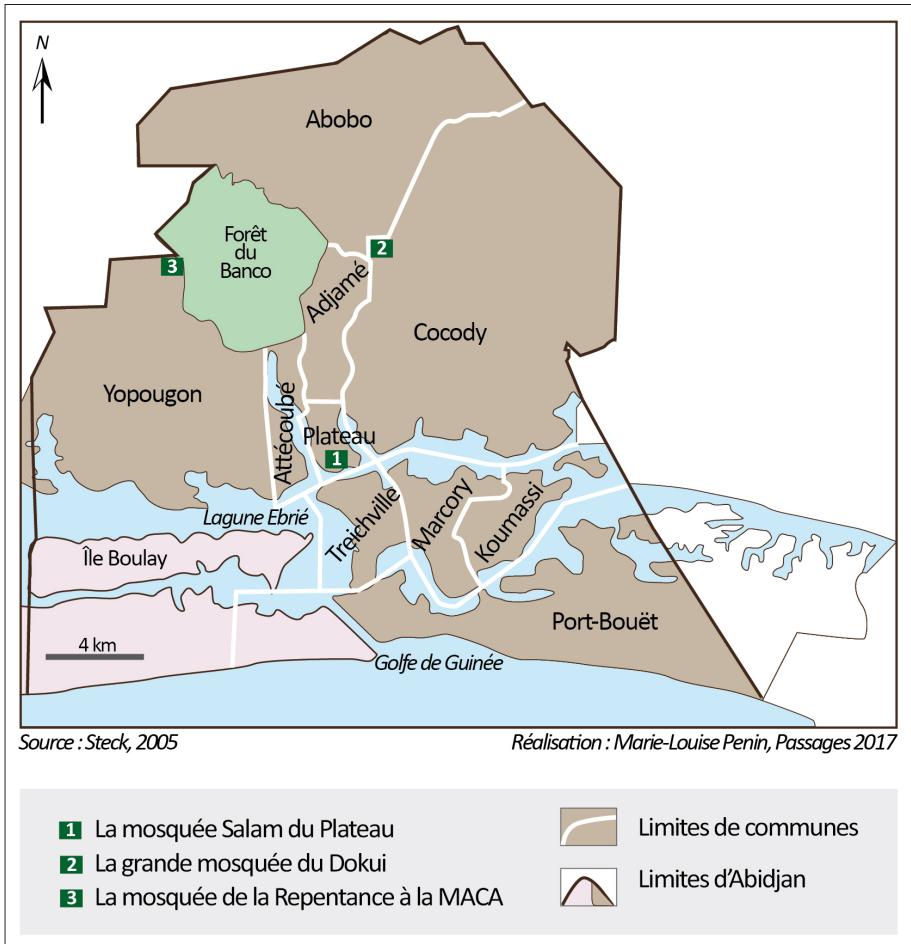 N
Abobo
Forêt
du
Banco
2
3
Adjamé
Cocody
Yopougon
Attécoubé
Plateau
1
Lagune Ebrié
Treichville
Marcory
Koumassi
Île Boulay
Port-Bouët
4 km
Golfe de Guinée
Source : Steck, 2005
Réalisation : Marie-Louise Penin, Passages 2017
1 La mosquée Salam du Plateau
2 La grande mosquée du Dokui
3 La mosquée de la Repentance à la MACA
Limites de communes
Limites d'Abidjan